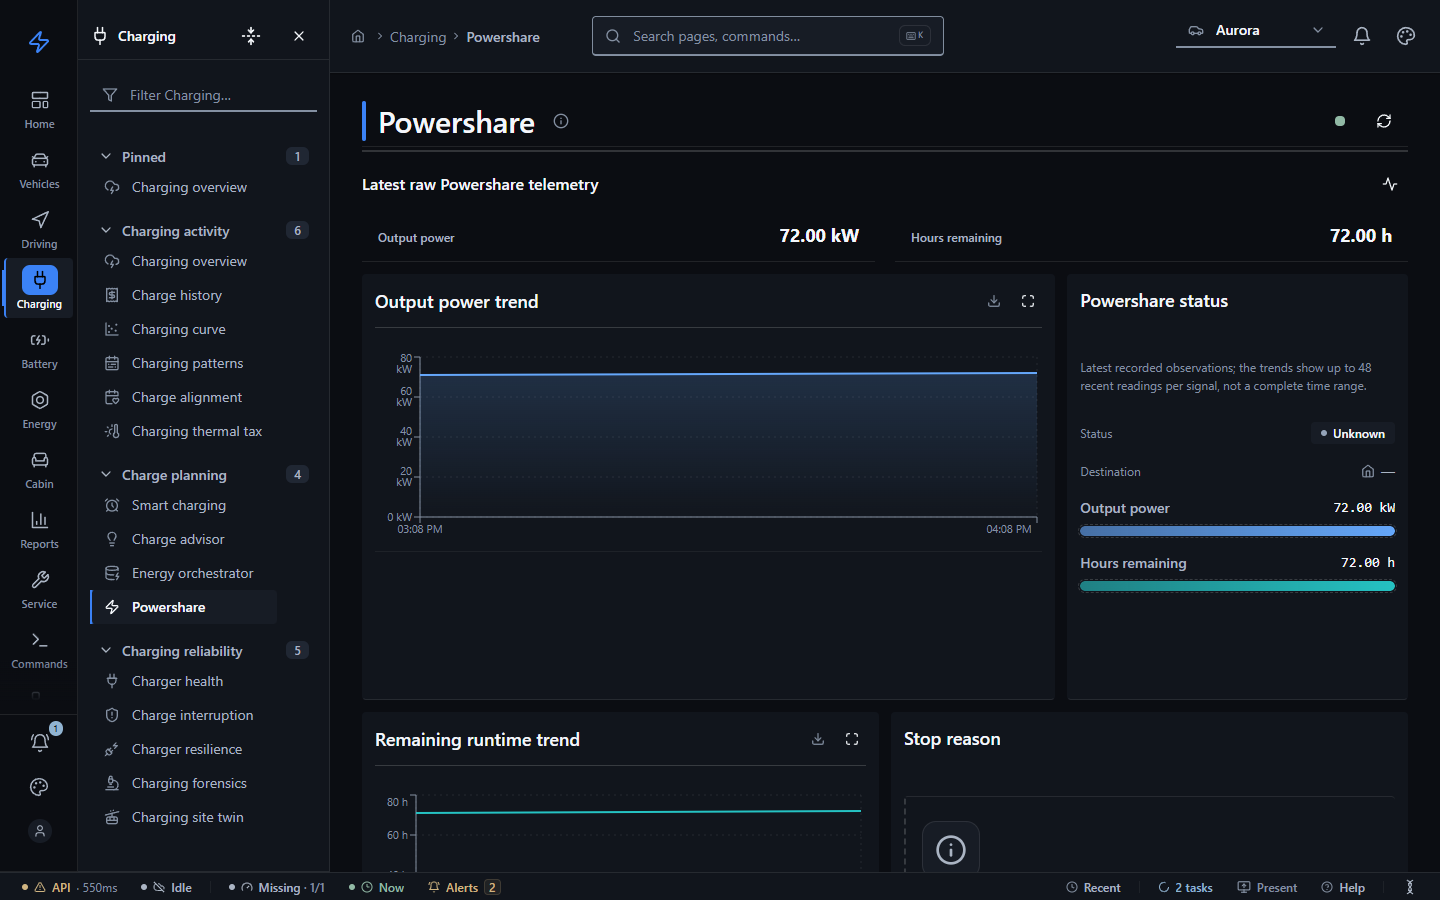 Charging
Charging
Powershare
Search pages, commands...
K
Aurora
Filter Charging...
Home
Vehicles
Driving
Charging
Battery
Energy
Cabin
Reports
Service
Commands
1
Pinned
1
Charging overview
Charging activity
6
Charging overview
Charge history
Charging curve
Charging patterns
Charge alignment
Charging thermal tax
Charge planning
4
Smart charging
Charge advisor
Energy orchestrator
Powershare
Charging reliability
5
Charger health
Charge interruption
Charger resilience
Charging forensics
Charging site twin
Powershare
Latest raw Powershare telemetry
Output power
72.00 kW
Hours remaining
72.00 h
Output power trend
80 kW
60 kW
40 kW
20 kW
0 kW
03:08 PM
04:08 PM
Powershare status
Latest recorded observations; the trends show up to 48
recent readings per signal, not a complete time range.
Status
Unknown
Destination
—
Output power
72.00 kW
Hours remaining
72.00 h
Remaining runtime trend
80 h
60 h
Stop reason
API · 550ms
Idle
Missing · 1/1
Now
Alerts 2
Recent
2 tasks
Present
Help